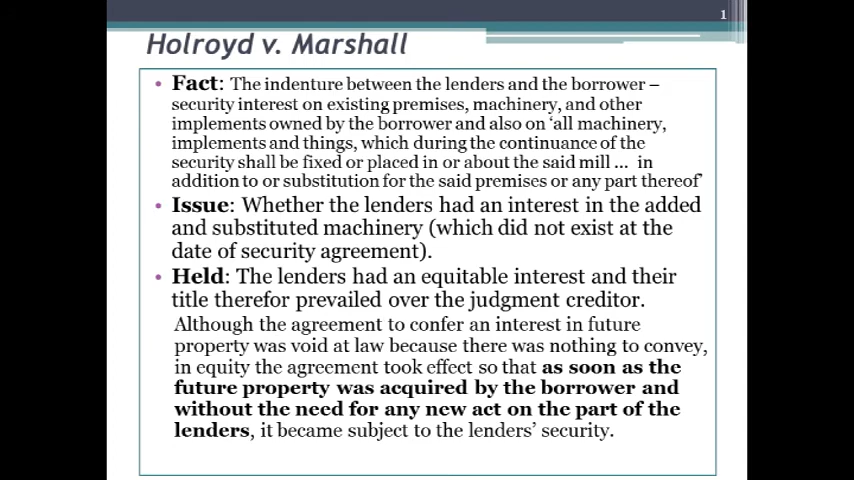 1
Holroyd v. Marshall
• Fact: The indenture between the lenders and the borrower –
security interest on existing premises, machinery, and other
implements owned by the borrower and also on ‘all machinery,
implements and things, which during the continuance of the
security shall be fixed or placed in or about the said mill … in
addition to or substitution for the said premises or any part thereof’
• Issue: Whether the lenders had an interest in the added
and substituted machinery (which did not exist at the
date of security agreement).
• Held: The lenders had an equitable interest and their
title therefor prevailed over the judgment creditor.
Although the agreement to confer an interest in future
property was void at law because there was nothing to convey,
in equity the agreement took effect so that as soon as the
future property was acquired by the borrower and
without the need for any new act on the part of the
lenders, it became subject to the lenders’ security.